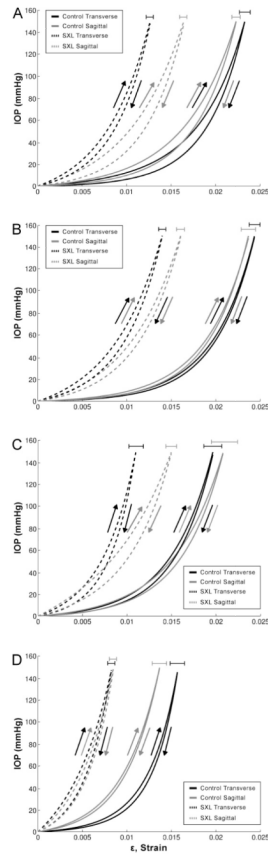 A
IOP (mmHg)
160
140
120
100
80
60
40
20
0
Control Transverse
Control Sagittal
SXL Transverse
SXL Sagittal
0 0.005 0.01 0.015 0.02 0.025
B
IOP (mmHg)
160
140
120
100
80
60
40
20
0
Control Transverse
Control Sagittal
SXL Transverse
SXL Sagittal
0 0.005 0.01 0.015 0.02 0.025
C
IOP (mmHg)
160
140
120
100
80
60
40
20
0
Control Transverse
Control Sagittal
SXL Transverse
SXL Sagittal
0 0.005 0.01 0.015 0.02 0.025
D
IOP (mmHg)
160
140
120
100
80
60
40
20
0
Control Transverse
Control Sagittal
SXL Transverse
SXL Sagittal
0 0.005 0.01 0.015 0.02 0.025
ε, Strain